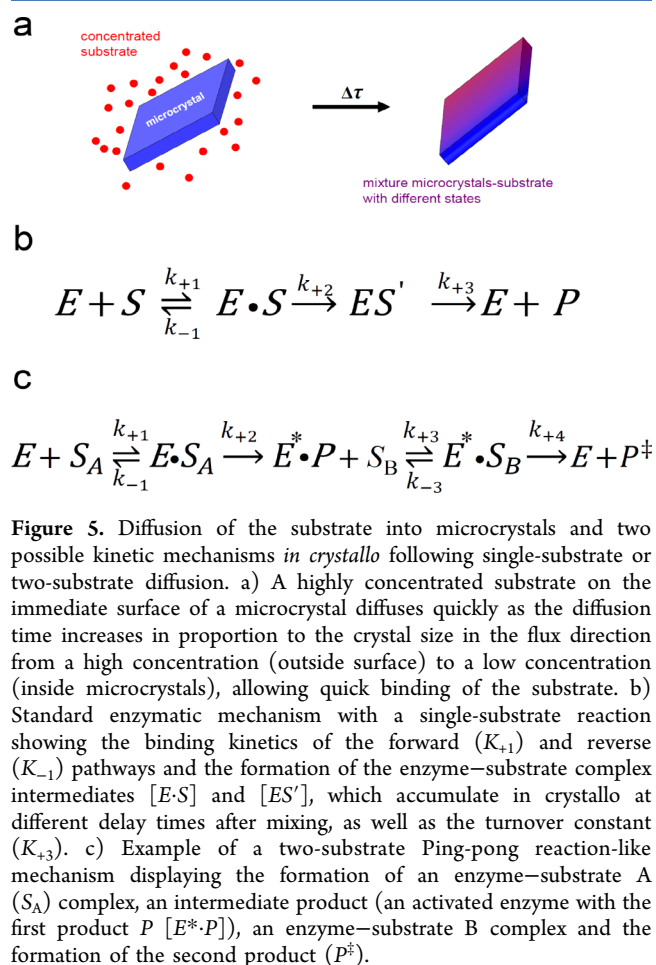 a
concentrated
substrate
microcrystal
Δτ
mixture microcrystals-substrate
with different states
b
E + S ⇌ E•S → ES' → E + P
k+1 k-1 k+2 k+3
c
E + S_A ⇌ E•S_A → E*•P + S_B ⇌ E*•S_B → E + P‡
k+1 k-1 k+2 k+3 k-3 k+4
Figure 5. Diffusion of the substrate into microcrystals and two
possible kinetic mechanisms in crystallo following single-substrate or
two-substrate diffusion. a) A highly concentrated substrate on the
immediate surface of a microcrystal diffuses quickly as the diffusion
time increases in proportion to the crystal size in the flux direction
from a high concentration (outside surface) to a low concentration
(inside microcrystals), allowing quick binding of the substrate. b)
Standard enzymatic mechanism with a single-substrate reaction
showing the binding kinetics of the forward (K+1) and reverse
(K−1) pathways and the formation of the enzyme−substrate complex
intermediates [E·S] and [ES′], which accumulate in crystallo at
different delay times after mixing, as well as the turnover constant
(K+3). c) Example of a two-substrate Ping-pong reaction-like
mechanism displaying the formation of an enzyme−substrate A
(SA) complex, an intermediate product (an activated enzyme with the
first product P [E*·P]), an enzyme−substrate B complex and the
formation of the second product (P‡).